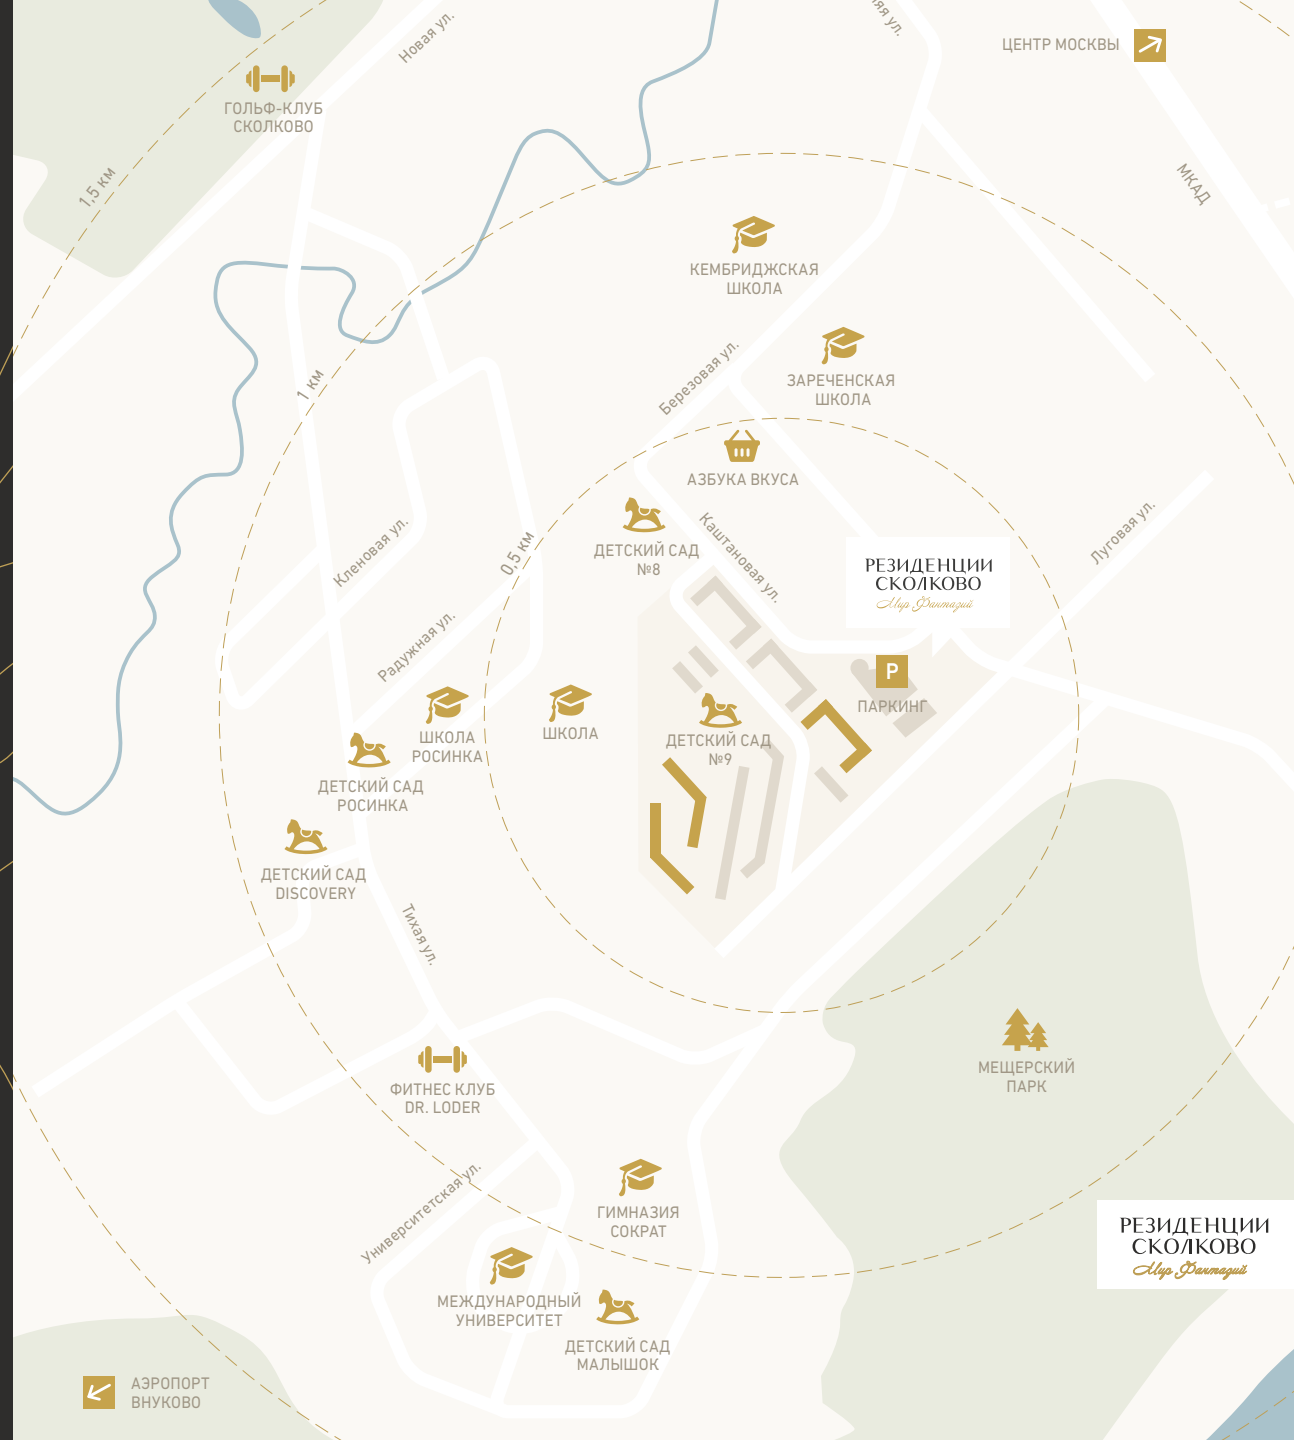 Новая ул.
ЦЕНТР МОСКВЫ
ГОЛЬФ-КЛУБ
СКОЛКОВО
1,5 км
МКАД
КЕМБРИДЖСКАЯ
ШКОЛА
Березовая ул.
ЗАРЕЧЕНСКАЯ
ШКОЛА
1 км
АЗБУКА ВКУСА
ДЕТСКИЙ САД
№8
Каштановая ул.
Кленовая ул.
0,5 км
Луговая ул.
РЕЗИДЕНЦИИ
СКОЛКОВО
Мир Фантазий
Радужная ул.
P
ПАРКИНГ
ШКОЛА
РОСИНКА
ШКОЛА
ДЕТСКИЙ САД
№9
ДЕТСКИЙ САД
РОСИНКА
ДЕТСКИЙ САД
DISCOVERY
Тихая ул.
МЕЩЕРСКИЙ
ПАРК
ФИТНЕС КЛУБ
DR. LODER
Университетская ул.
ГИМНАЗИЯ
СОКРАТ
РЕЗИДЕНЦИИ
СКОЛКОВО
Мир Фантазий
МЕЖДУНАРОДНЫЙ
УНИВЕРСИТЕТ
ДЕТСКИЙ САД
МАЛЫШОК
АЭРОПОРТ
ВНУКОВО